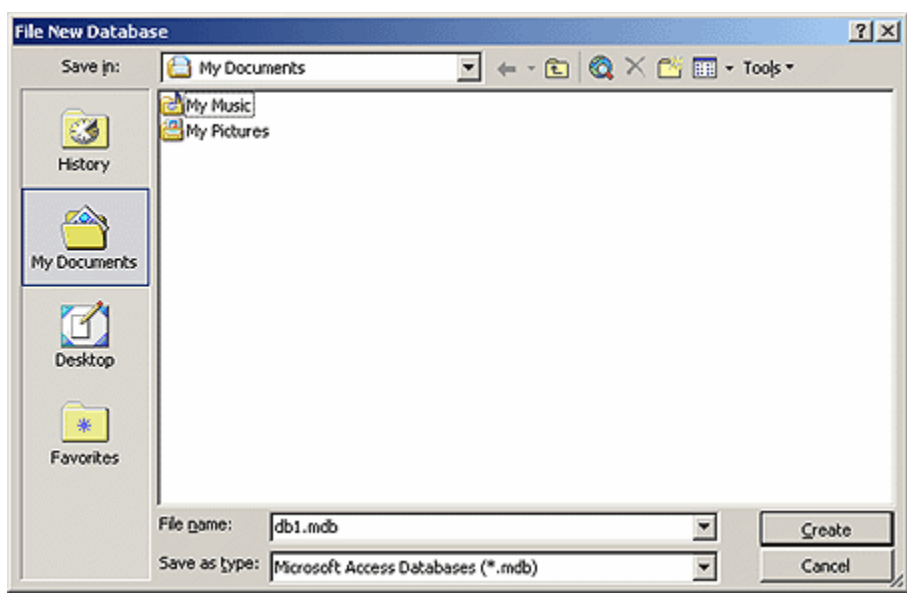 File New Database
Save in: My Documents Tools
My Music
My Pictures
History
My Documents
Desktop
Favorites
File name: db1.mdb Create
Save as type: Microsoft Access Databases (*.mdb) Cancel